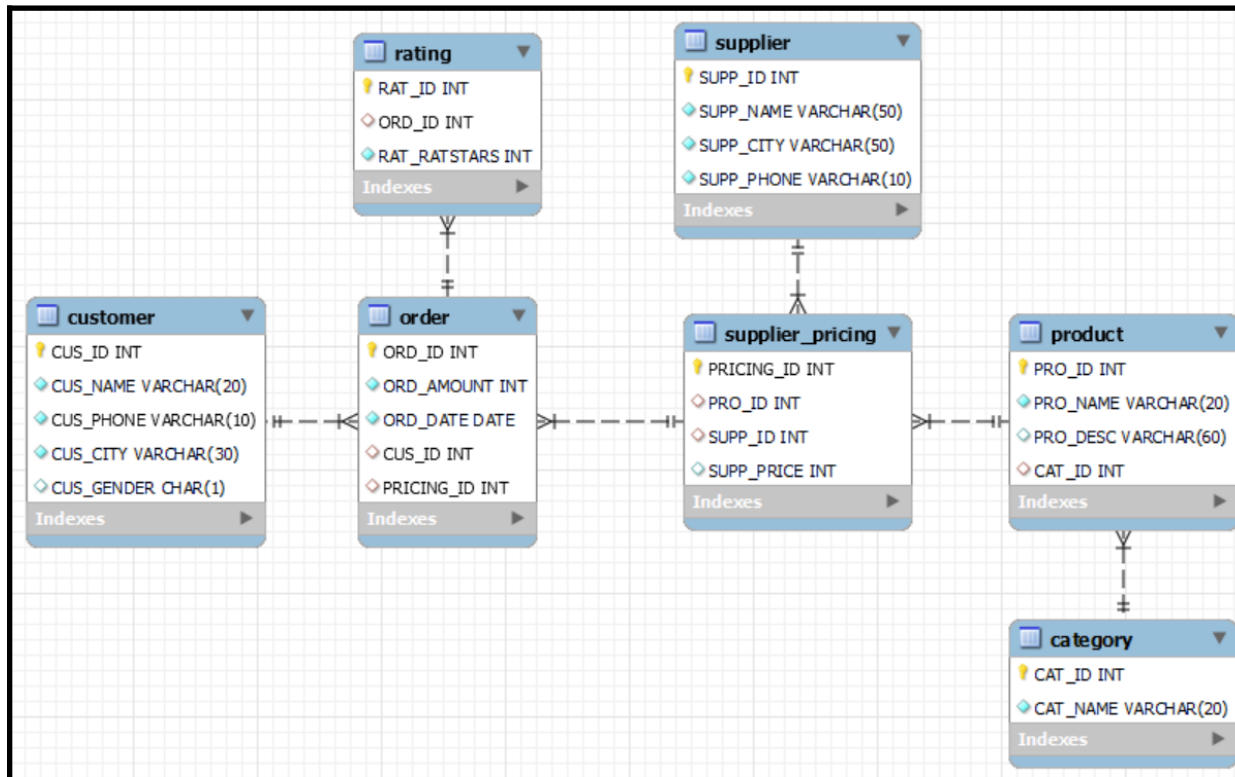 rating
RAT_ID INT
ORD_ID INT
RAT_RATSTARS INT
Indexes
supplier
SUPP_ID INT
SUPP_NAME VARCHAR(50)
SUPP_CITY VARCHAR(50)
SUPP_PHONE VARCHAR(10)
Indexes
customer
CUS_ID INT
CUS_NAME VARCHAR(20)
CUS_PHONE VARCHAR(10)
CUS_CITY VARCHAR(30)
CUS_GENDER CHAR(1)
Indexes
order
ORD_ID INT
ORD_AMOUNT INT
ORD_DATE DATE
CUS_ID INT
PRICING_ID INT
Indexes
supplier_pricing
PRICING_ID INT
PRO_ID INT
SUPP_ID INT
SUPP_PRICE INT
Indexes
product
PRO_ID INT
PRO_NAME VARCHAR(20)
PRO_DESC VARCHAR(60)
CAT_ID INT
Indexes
category
CAT_ID INT
CAT_NAME VARCHAR(20)
Indexes